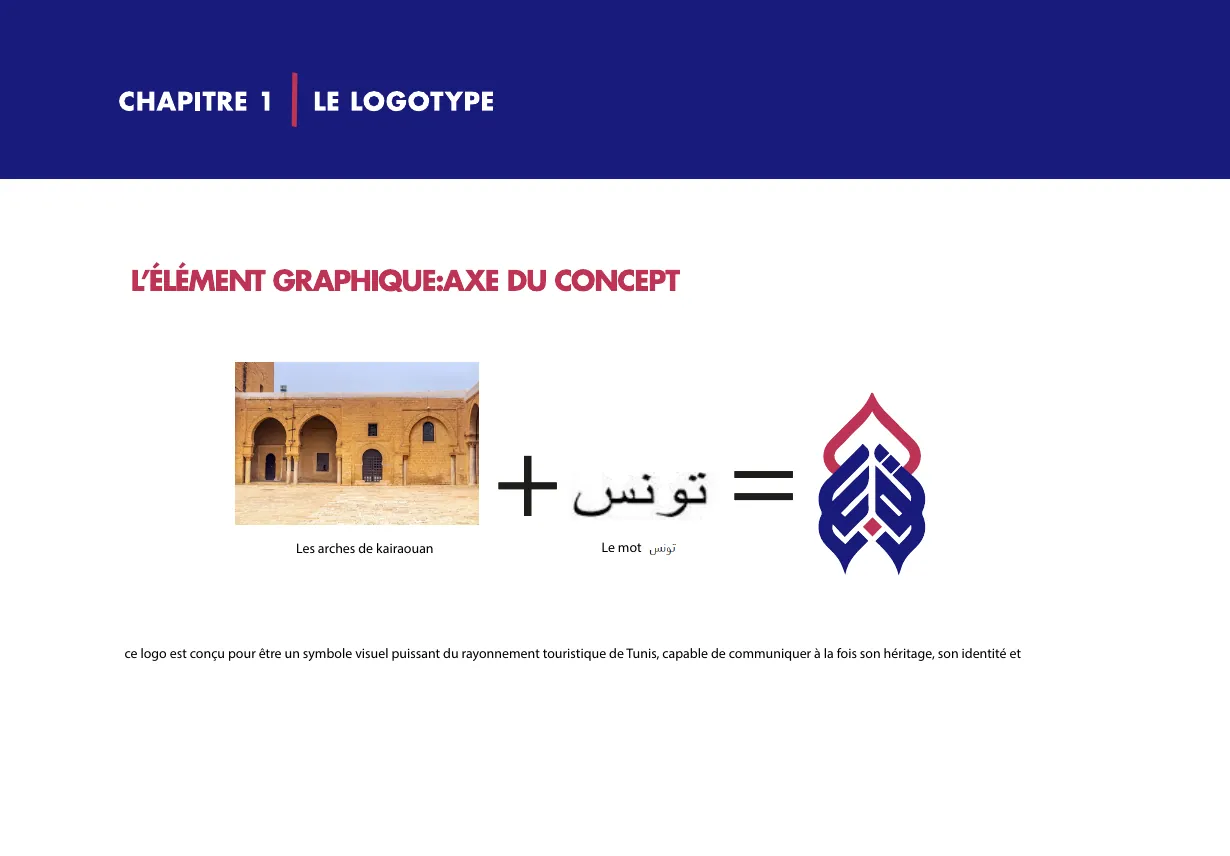 CHAPITRE 1 | LE LOGOTYPE
L'ÉLÉMENT GRAPHIQUE:AXE DU CONCEPT
+ تونس =
Les arches de kairaouan
Le mot تونس
ce logo est conçu pour être un symbole visuel puissant du rayonnement touristique de Tunis, capable de communiquer à la fois son héritage, son identité et